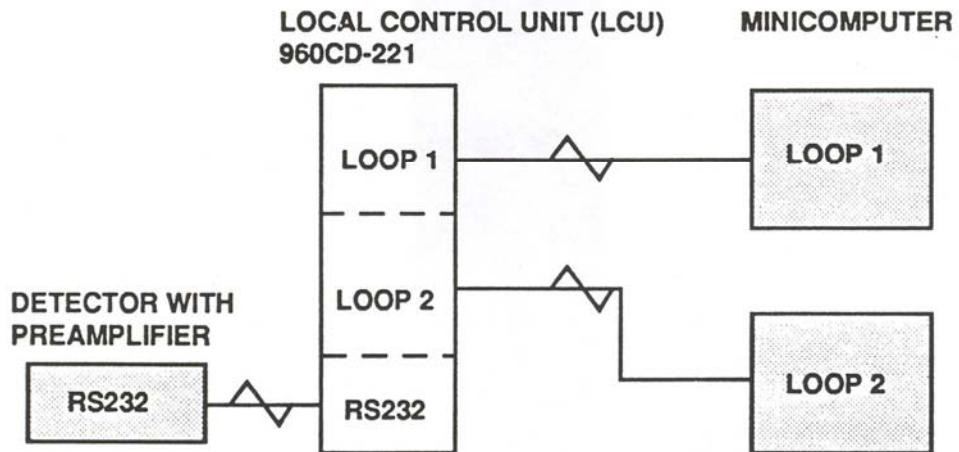 LOCAL CONTROL UNIT (LCU)
960CD-221
MINICOMPUTER
LOOP 1
LOOP 1
LOOP 2
DETECTOR WITH
PREAMPLIFIER
LOOP 2
RS232
RS232